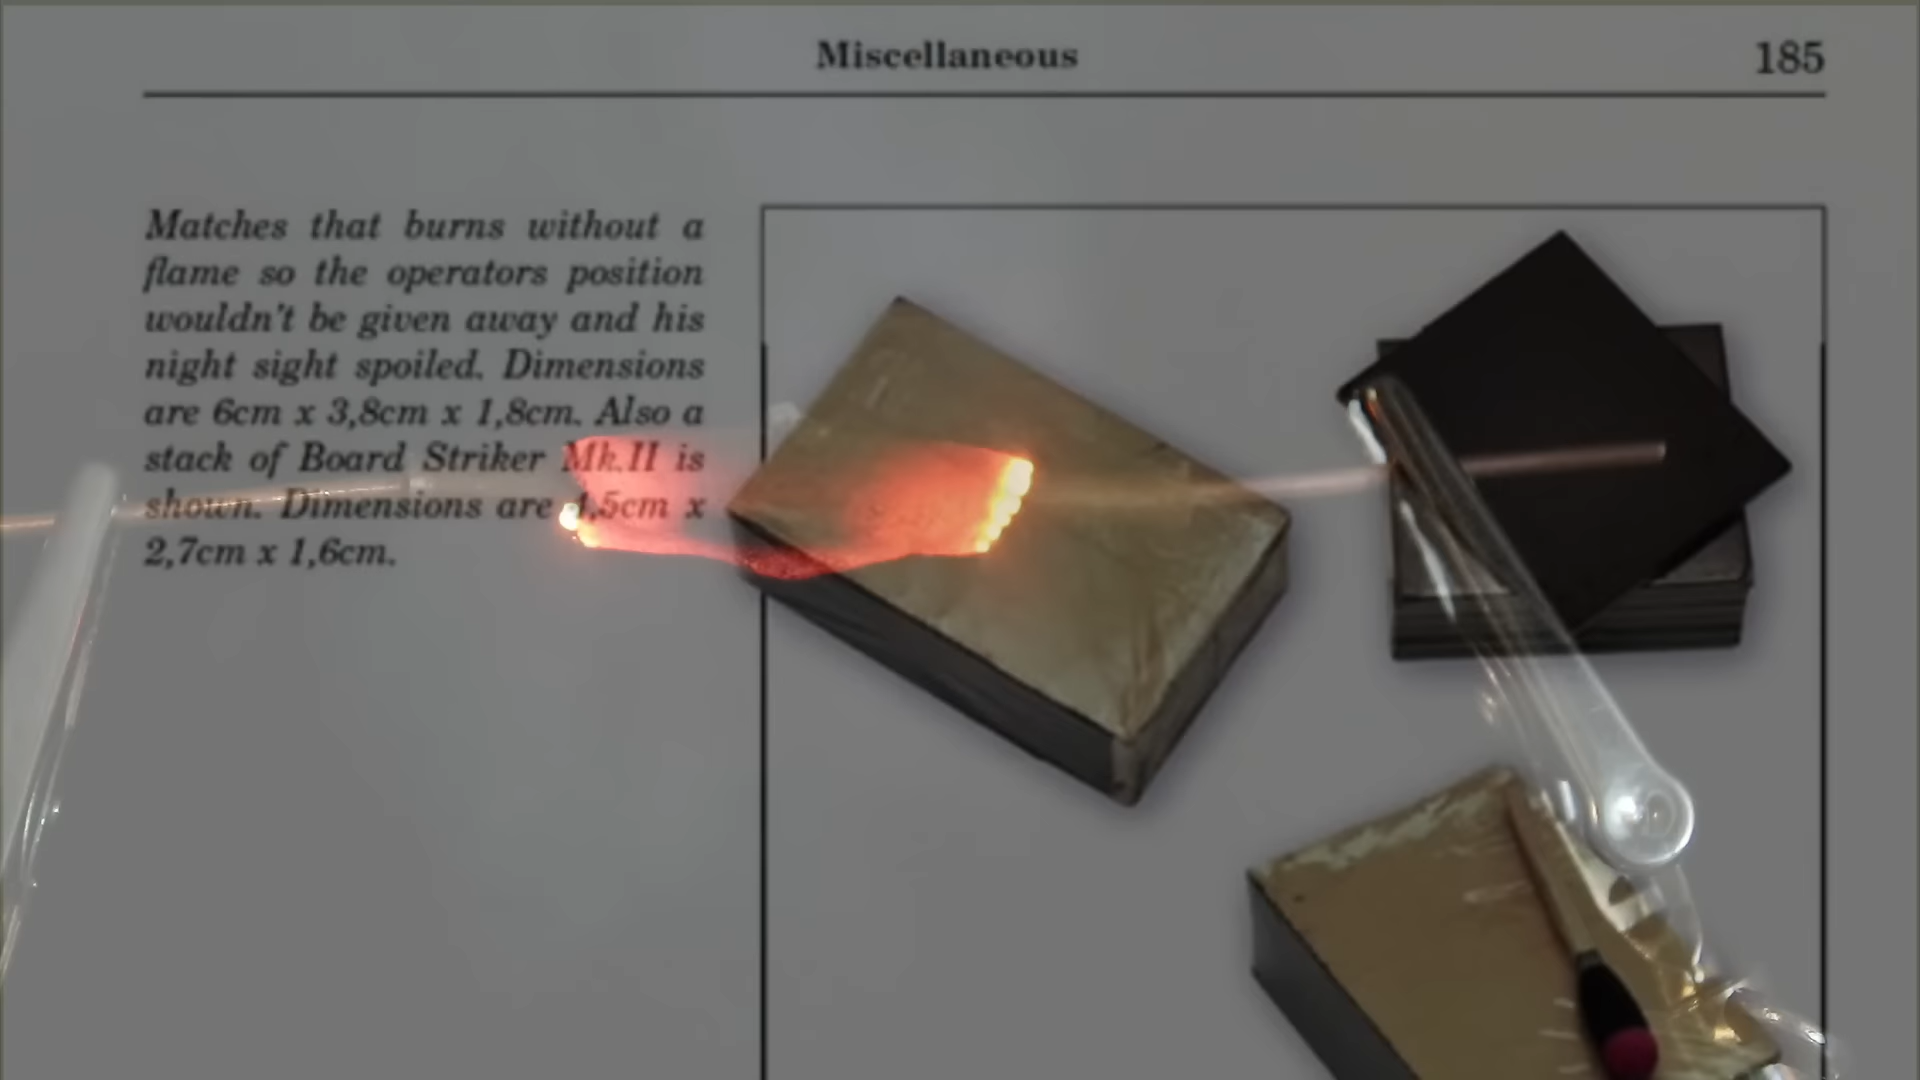 Miscellaneous
185
Matches that burns without a
flame so the operators position
wouldn't be given away and his
night sight spoiled. Dimensions
are 6cm x 3,8cm x 1,8cm. Also a
stack of Board Striker Mk.II is
shown. Dimensions are 4,5cm x
2,7cm x 1,6cm.